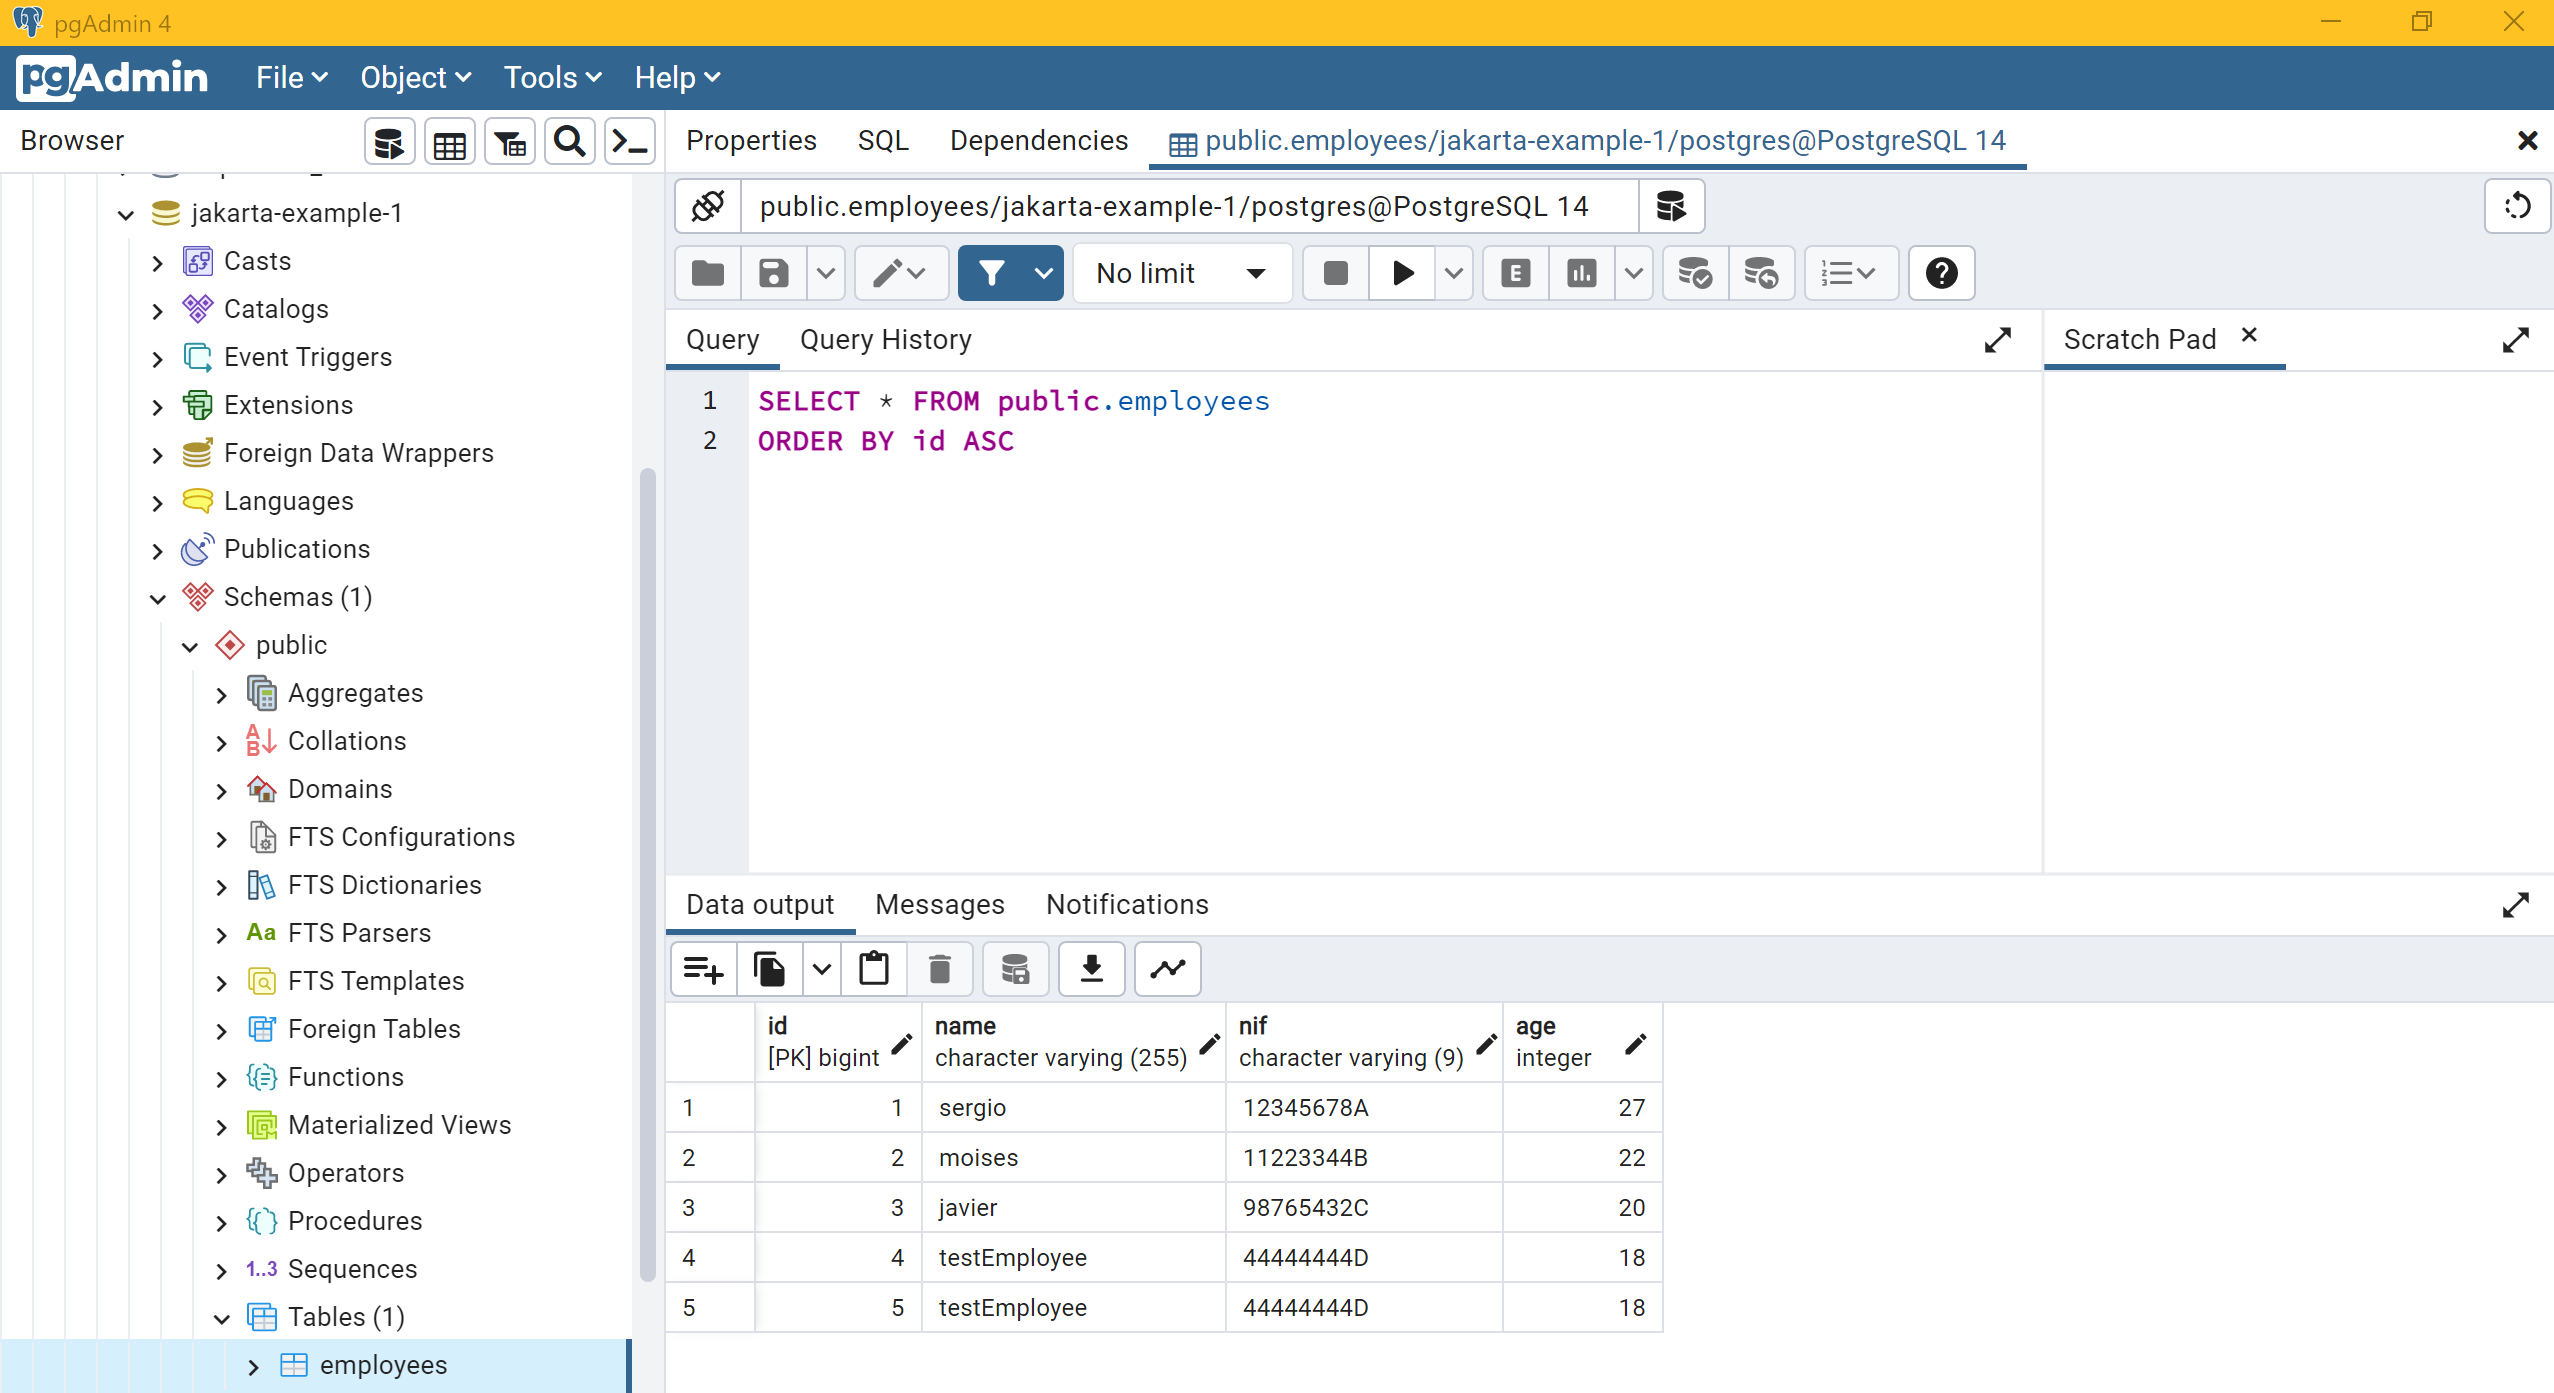 pgAdmin 4
pgAdmin File Object Tools Help
Browser
Properties SQL Dependencies public.employees/jakarta-example-1/postgres@PostgreSQL 14
jakarta-example-1
Casts
Catalogs
Event Triggers
Extensions
Foreign Data Wrappers
Languages
Publications
Schemas (1)
public
Aggregates
Collations
Domains
FTS Configurations
FTS Dictionaries
Aa FTS Parsers
FTS Templates
Foreign Tables
Functions
Materialized Views
Operators
Procedures
1..3 Sequences
Tables (1)
employees
public.employees/jakarta-example-1/postgres@PostgreSQL 14
No limit
Query Query History
Scratch Pad
1 SELECT * FROM public.employees
2 ORDER BY id ASC
Data output Messages Notifications
id name nif age
[PK] bigint character varying (255) character varying (9) integer
1 1 sergio 12345678A 27
2 2 moises 11223344B 22
3 3 javier 98765432C 20
4 4 testEmployee 44444444D 18
5 5 testEmployee 44444444D 18